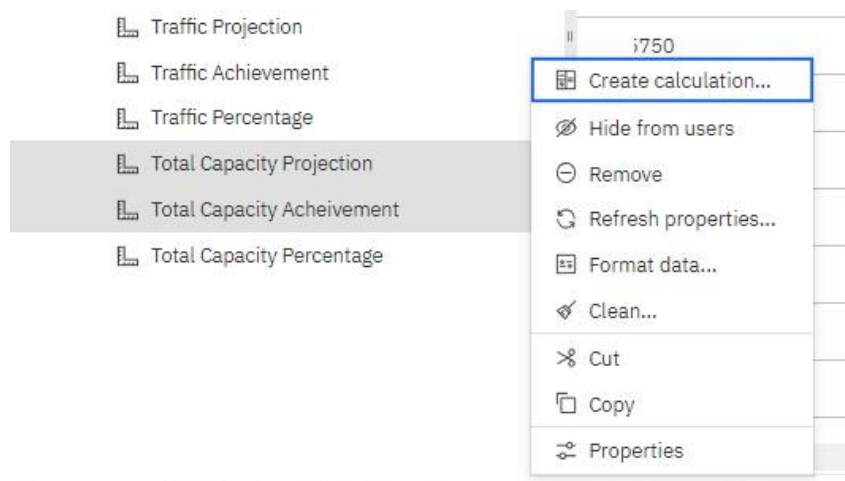 Traffic Projection
Traffic Achievement
Traffic Percentage
Total Capacity Projection
Total Capacity Acheivement
Total Capacity Percentage
5750
Create calculation...
Hide from users
Remove
Refresh properties...
Format data...
Clean...
Cut
Copy
Properties